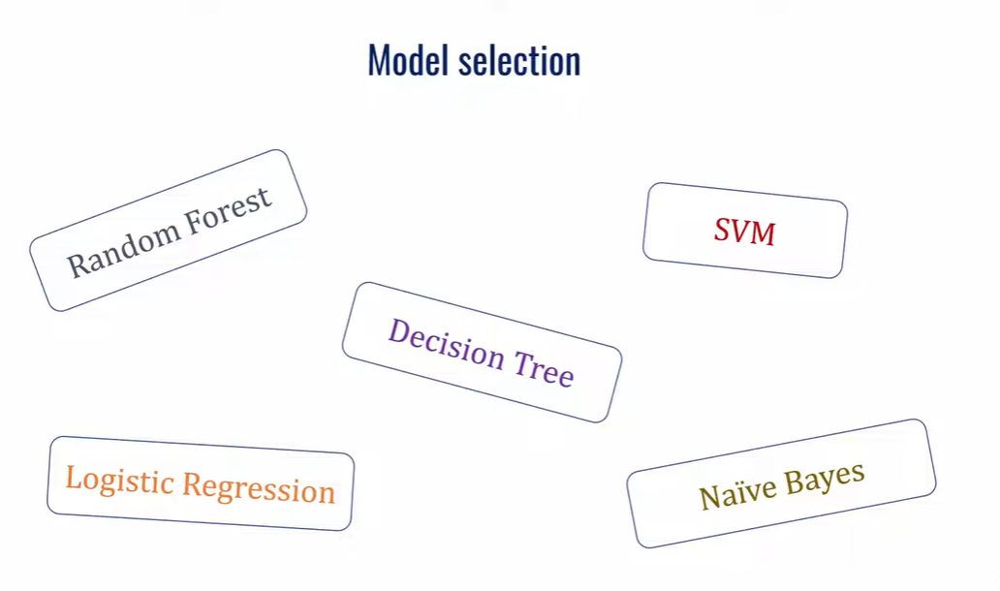 Model selection
Random Forest
SVM
Decision Tree
Logistic Regression
Naïve Bayes